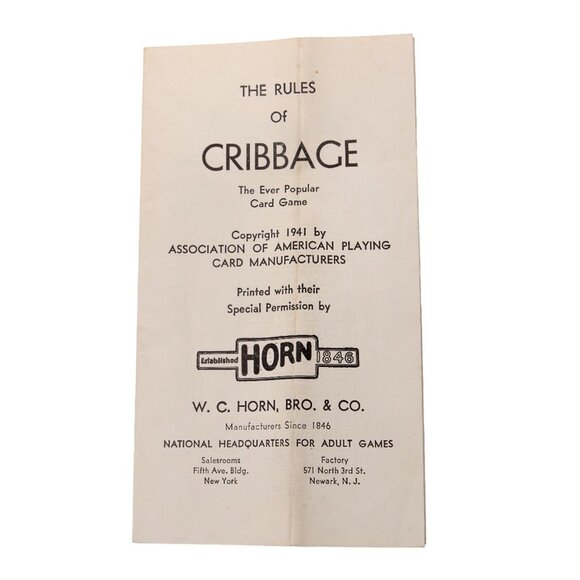 THE RULES
Of
CRIBBAGE
The Ever Popular
Card Game
Copyright 1941 by
ASSOCIATION OF AMERICAN PLAYING
CARD MANUFACTURERS
Printed with their
Special Permission by
Established HORN 1846
W. C. HORN, BRO. & CO.
Manufacturers Since 1846
NATIONAL HEADQUARTERS FOR ADULT GAMES
Salesrooms
Fifth Ave. Bldg.
New York
Factory
571 North 3rd St.
Newark, N. J.